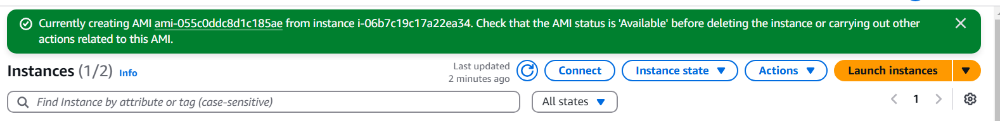 Currently creating AMI ami-055c0ddc8d1c185ae from instance i-06b7c19c17a22ea34. Check that the AMI status is 'Available' before deleting the instance or carrying out other
actions related to this AMI.
Instances (1/2) Info
Last updated
2 minutes ago
Connect
Instance state
Actions
Launch instances
Find Instance by attribute or tag (case-sensitive)
All states
1